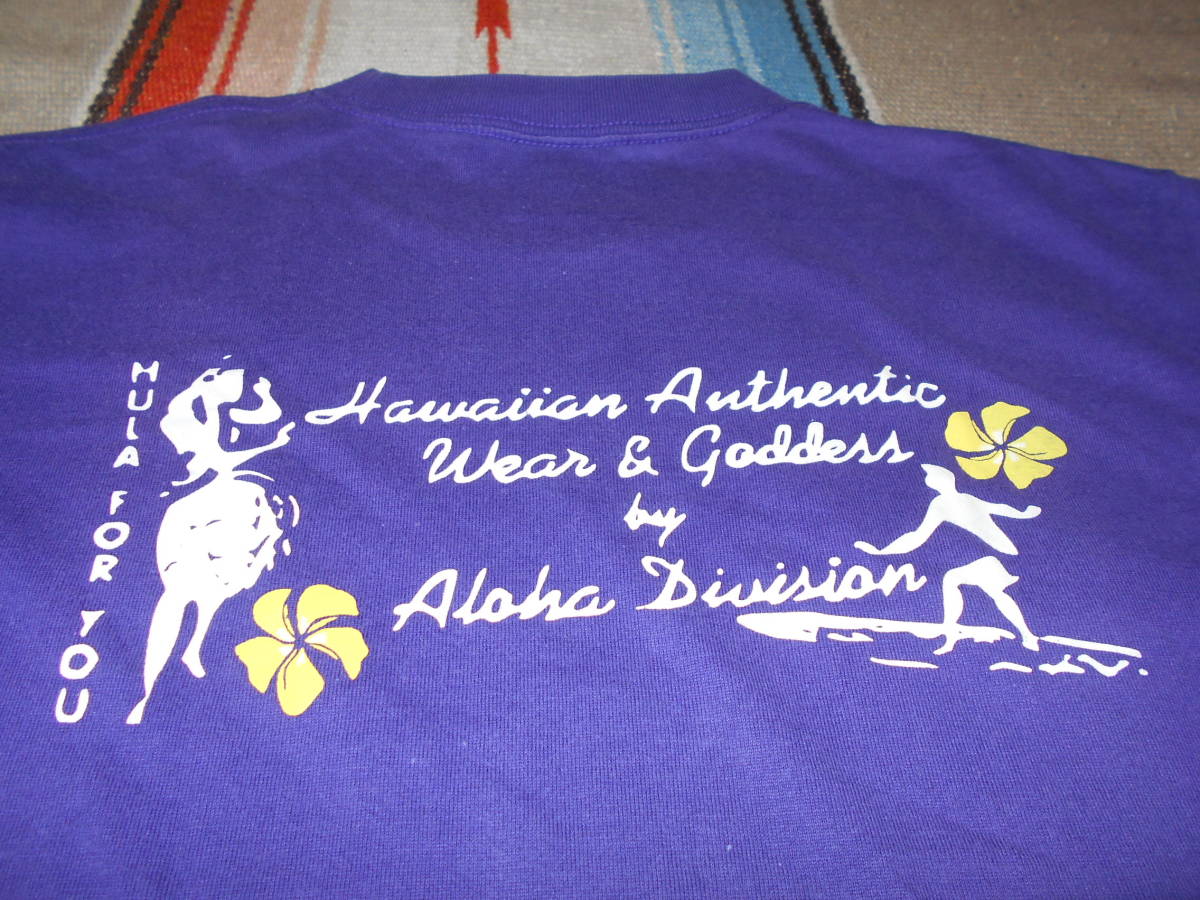 HULA FOR YOU
Hawaiian Authentic
Wear & Goddess
by
Aloha Division